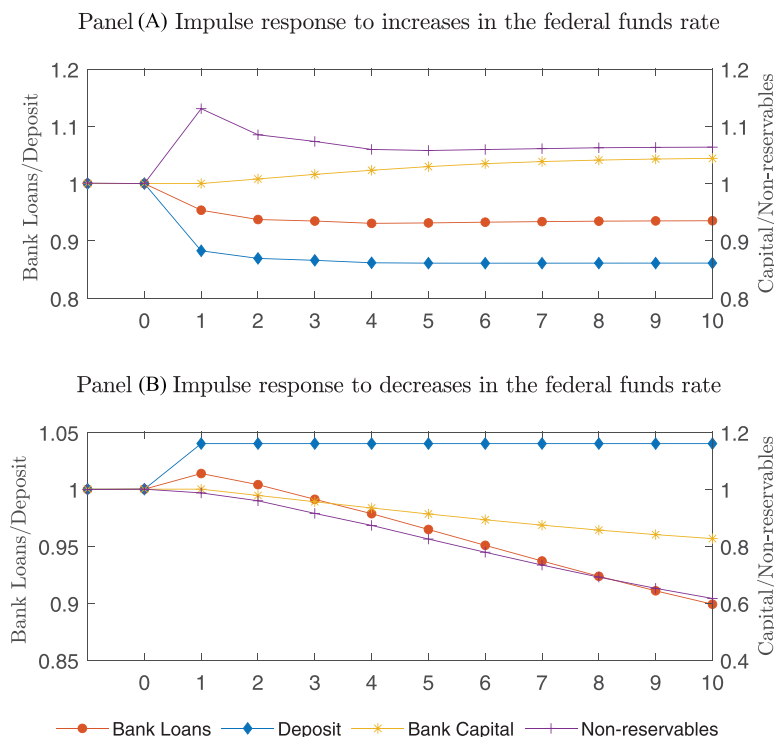 Panel (A) Impulse response to increases in the federal funds rate
Bank Loans/Deposit
1.2
1.1
1
0.9
0.8
1.2
1.1
1
0.9
0.8
Capital/Non-reservables
0 1 2 3 4 5 6 7 8 9 10
Panel (B) Impulse response to decreases in the federal funds rate
Bank Loans/Deposit
1.05
1
0.95
0.9
0.85
1.2
1
0.8
0.6
0.4
Capital/Non-reservables
0 1 2 3 4 5 6 7 8 9 10
Bank Loans Deposit Bank Capital Non-reservables